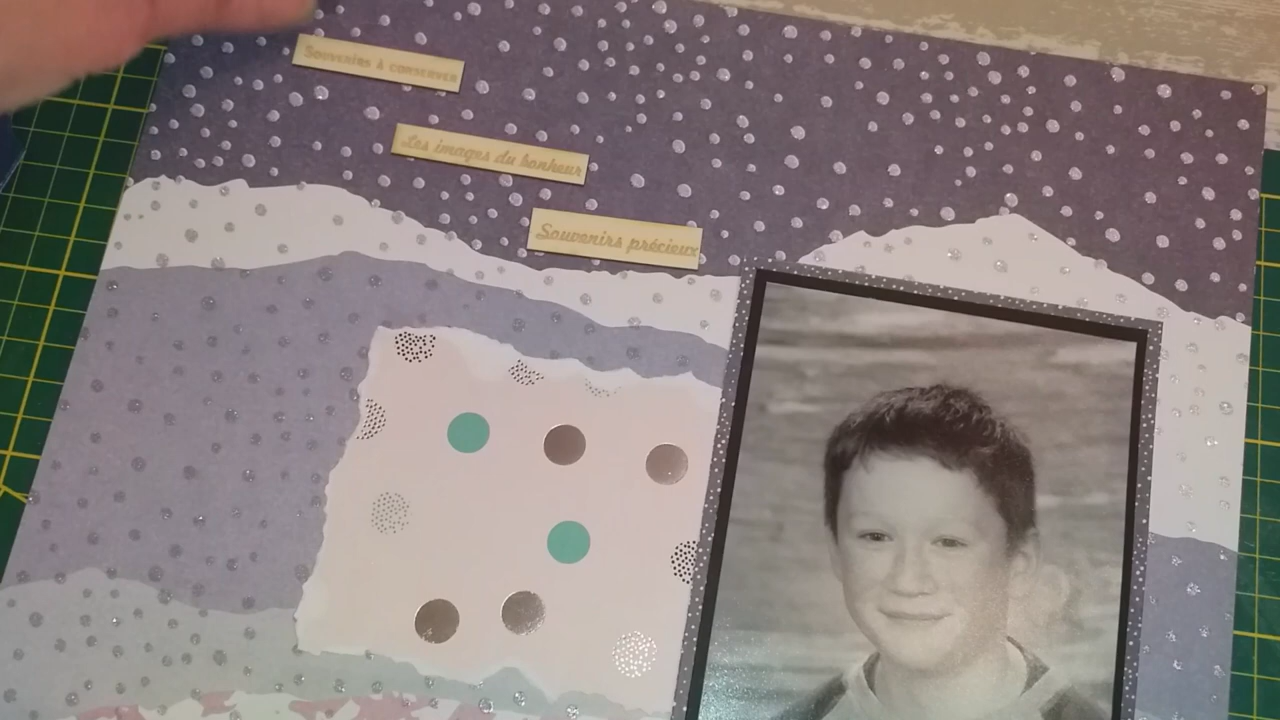 Souvenirs à conserver
Les images du bonheur
Souvenirs précieux